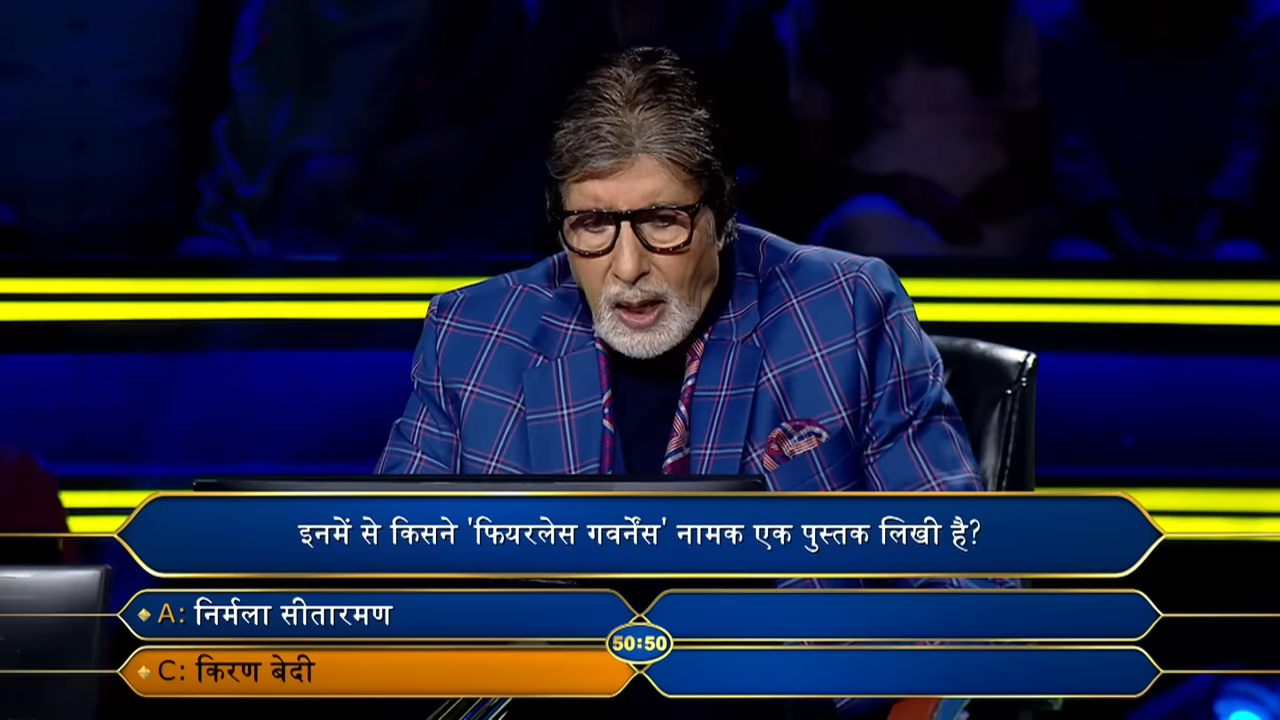 इनमें से किसने 'फियरलेस गवर्नेंस' नामक एक पुस्तक लिखी है?
A: निर्मला सीतारमण
50:50
C: किरण बेदी